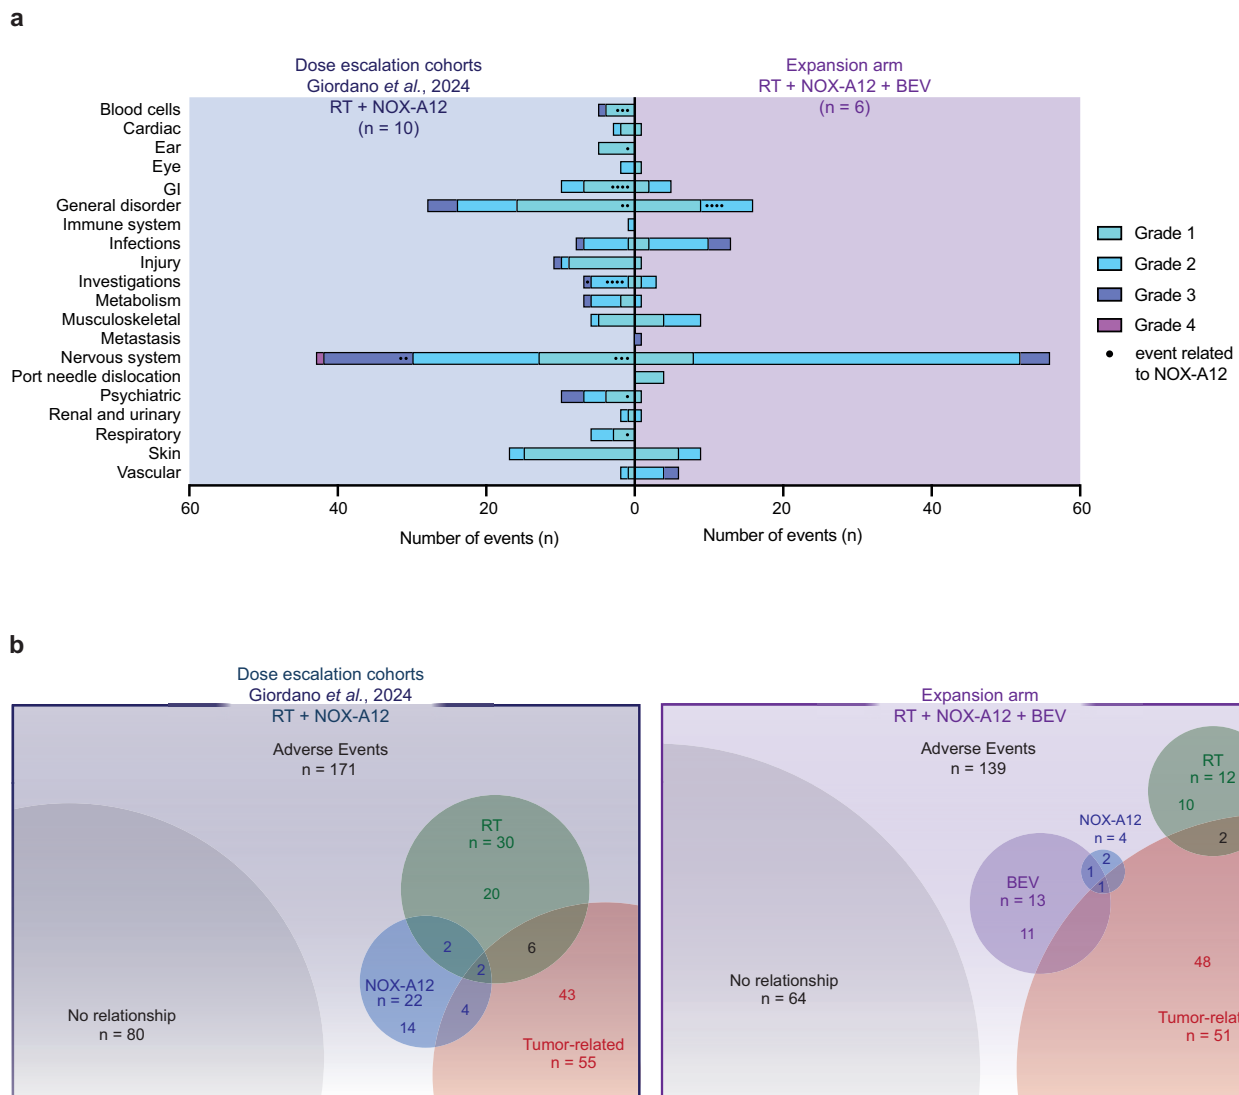 a
Dose escalation cohorts
Giordano et al., 2024
RT + NOX-A12
(n = 10)
Expansion arm
RT + NOX-A12 + BEV
(n = 6)
Blood cells
Cardiac
Ear
Eye
GI
General disorder
Immune system
Infections
Injury
Investigations
Metabolism
Musculoskeletal
Metastasis
Nervous system
Port needle dislocation
Psychiatric
Renal and urinary
Respiratory
Skin
Vascular
Grade 1
Grade 2
Grade 3
Grade 4
event related
to NOX-A12
60 40 20 0 20 40 60
Number of events (n)
Number of events (n)
b
Dose escalation cohorts
Giordano et al., 2024
RT + NOX-A12
Adverse Events
n = 171
RT
n = 30
20
2
2
6
NOX-A12
n = 22
14
4
43
Tumor-related
n = 55
No relationship
n = 80
Expansion arm
RT + NOX-A12 + BEV
Adverse Events
n = 139
RT
n = 12
10
2
NOX-A12
n = 4
2
1
1
BEV
n = 13
11
48
No relationship
n = 64
Tumor-relat
n = 51